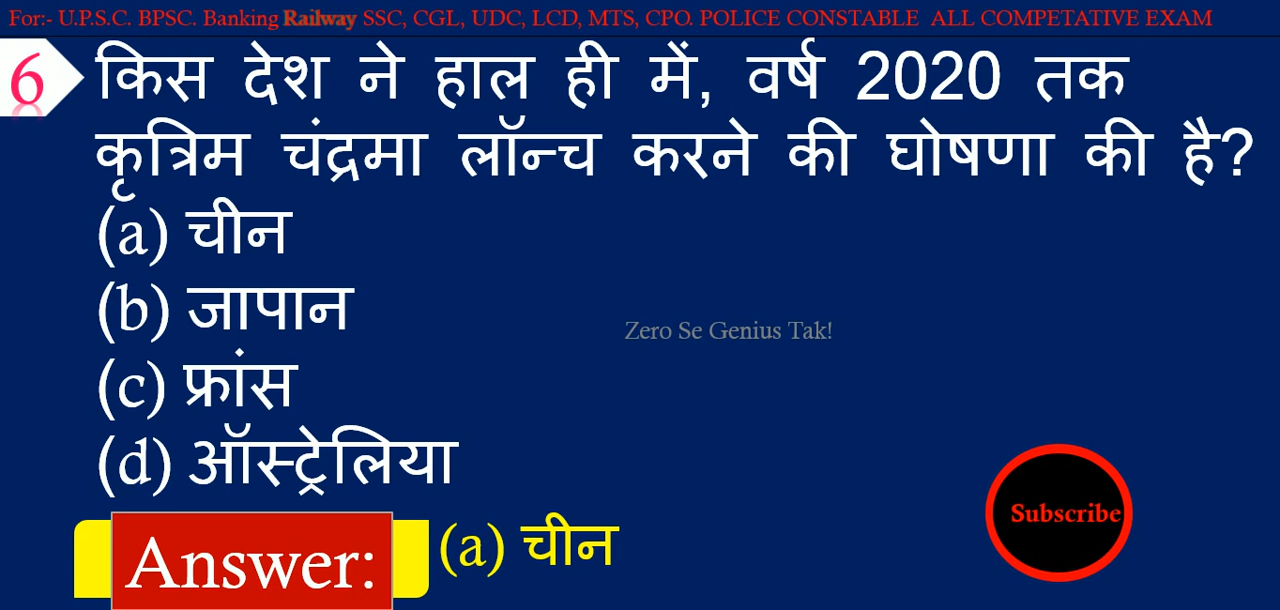 For:- U.P.S.C. BPSC. Banking Railway SSC, CGL, UDC, LCD, MTS, CPO. POLICE CONSTABLE ALL COMPETATIVE EXAM
6 किस देश ने हाल ही में, वर्ष 2020 तक
कृत्रिम चंद्रमा लॉन्च करने की घोषणा की है?
(a) चीन
(b) जापान
Zero Se Genius Tak!
(c) फ्रांस
(d) ऑस्ट्रेलिया
Subscribe
Answer: (a) चीन